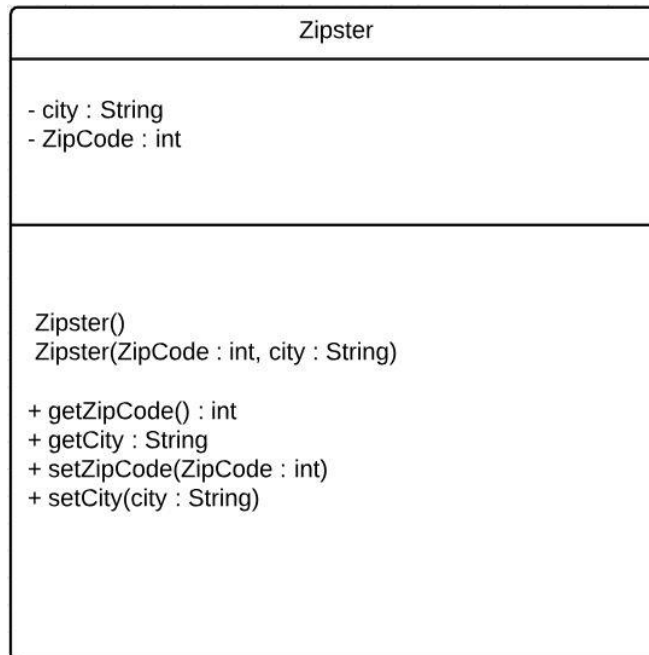 Zipster
- city : String
- ZipCode : int
Zipster()
Zipster(ZipCode : int, city : String)
+ getZipCode() : int
+ getCity : String
+ setZipCode(ZipCode : int)
+ setCity(city : String)